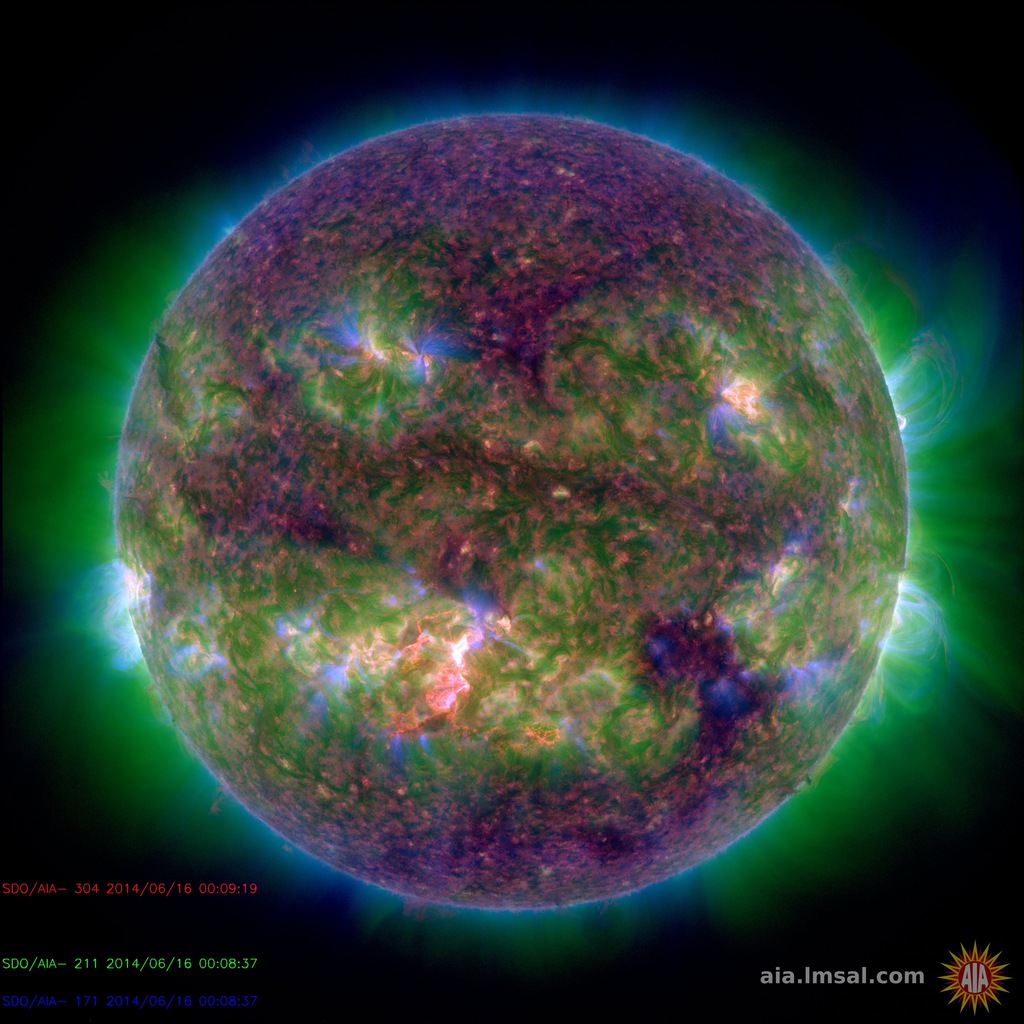 SDO/AIA- 304 2014/06/16 00:09:19
SDO/AIA- 211 2014/06/16 00:08:37
SDO/AIA- 171 2014/06/16 00:08:37
aia.lmsal.com
AIA